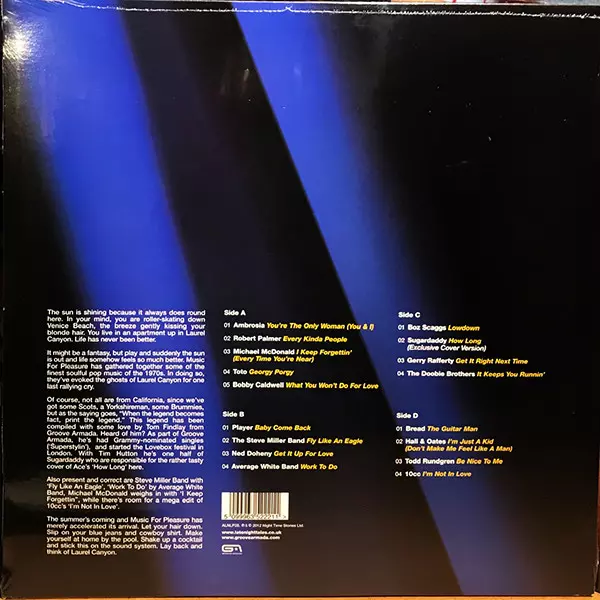 The sun is shining because it always does round
here. In your mind, you are roller-skating down
Venice Beach, the breeze gently kissing your
blonde hair. You live in an apartment up in Laurel
Canyon. Life has never been better.
It might be a fantasy, but play and suddenly the sun
is out and life somehow feels so much better. Music
For Pleasure has gathered together some of the
finest soulful pop music of the 1970s. In doing so,
they've evoked the ghosts of Laurel Canyon for one
last rallying cry.
Of course, not all are from California, since we've
got some Scots, a Yorkshireman, some Brummies,
but as the saying goes, "When the legend becomes
fact, print the legend." This legend has been
compiled with some love by Tom Findlay from
Groove Armada. Heard of him? As part of Groove
Armada, he's had Grammy-nominated singles
('Superstylin'), and started the Lovebox festival in
London. With Tim Hutton he's one half of
Sugardaddy who are responsible for the rather tasty
cover of Ace's 'How Long' here.
Also present and correct are Steve Miller Band with
'Fly Like An Eagle', 'Work To Do' by Average White
Band, Michael McDonald weighs in with "I Keep
Forgettin'", while there's room for a mega edit of
10cc's 'I'm Not In Love'.
The summer's coming and Music For Pleasure has
merely accelerated its arrival. Let your hair down.
Slip on your blue jeans and cowboy shirt. Make
yourself at home by the pool. Shake up a cocktail
and stick this on the sound system. Lay back and
think of Laurel Canyon.
Side A
01 Ambrosia You're The Only Woman (You & I)
02 Robert Palmer Every Kinda People
03 Michael McDonald I Keep Forgettin'
(Every Time You're Near)
04 Toto Georgy Porgy
05 Bobby Caldwell What You Won't Do For Love
Side B
01 Player Baby Come Back
02 The Steve Miller Band Fly Like An Eagle
03 Ned Doheny Get It Up For Love
04 Average White Band Work To Do
Side C
01 Boz Scaggs Lowdown
02 Sugardaddy How Long
(Exclusive Cover Version)
03 Gerry Rafferty Get It Right Next Time
04 The Doobie Brothers It Keeps You Runnin'
Side D
01 Bread The Guitar Man
02 Hall & Oates I'm Just A Kid
(Don't Make Me Feel Like A Man)
03 Todd Rundgren Be Nice To Me
04 10cc I'm Not In Love
ALNLP28. ℗ & © 2012 Night Time Stories Ltd.
www.latenighttales.co.uk
www.groovearmada.com